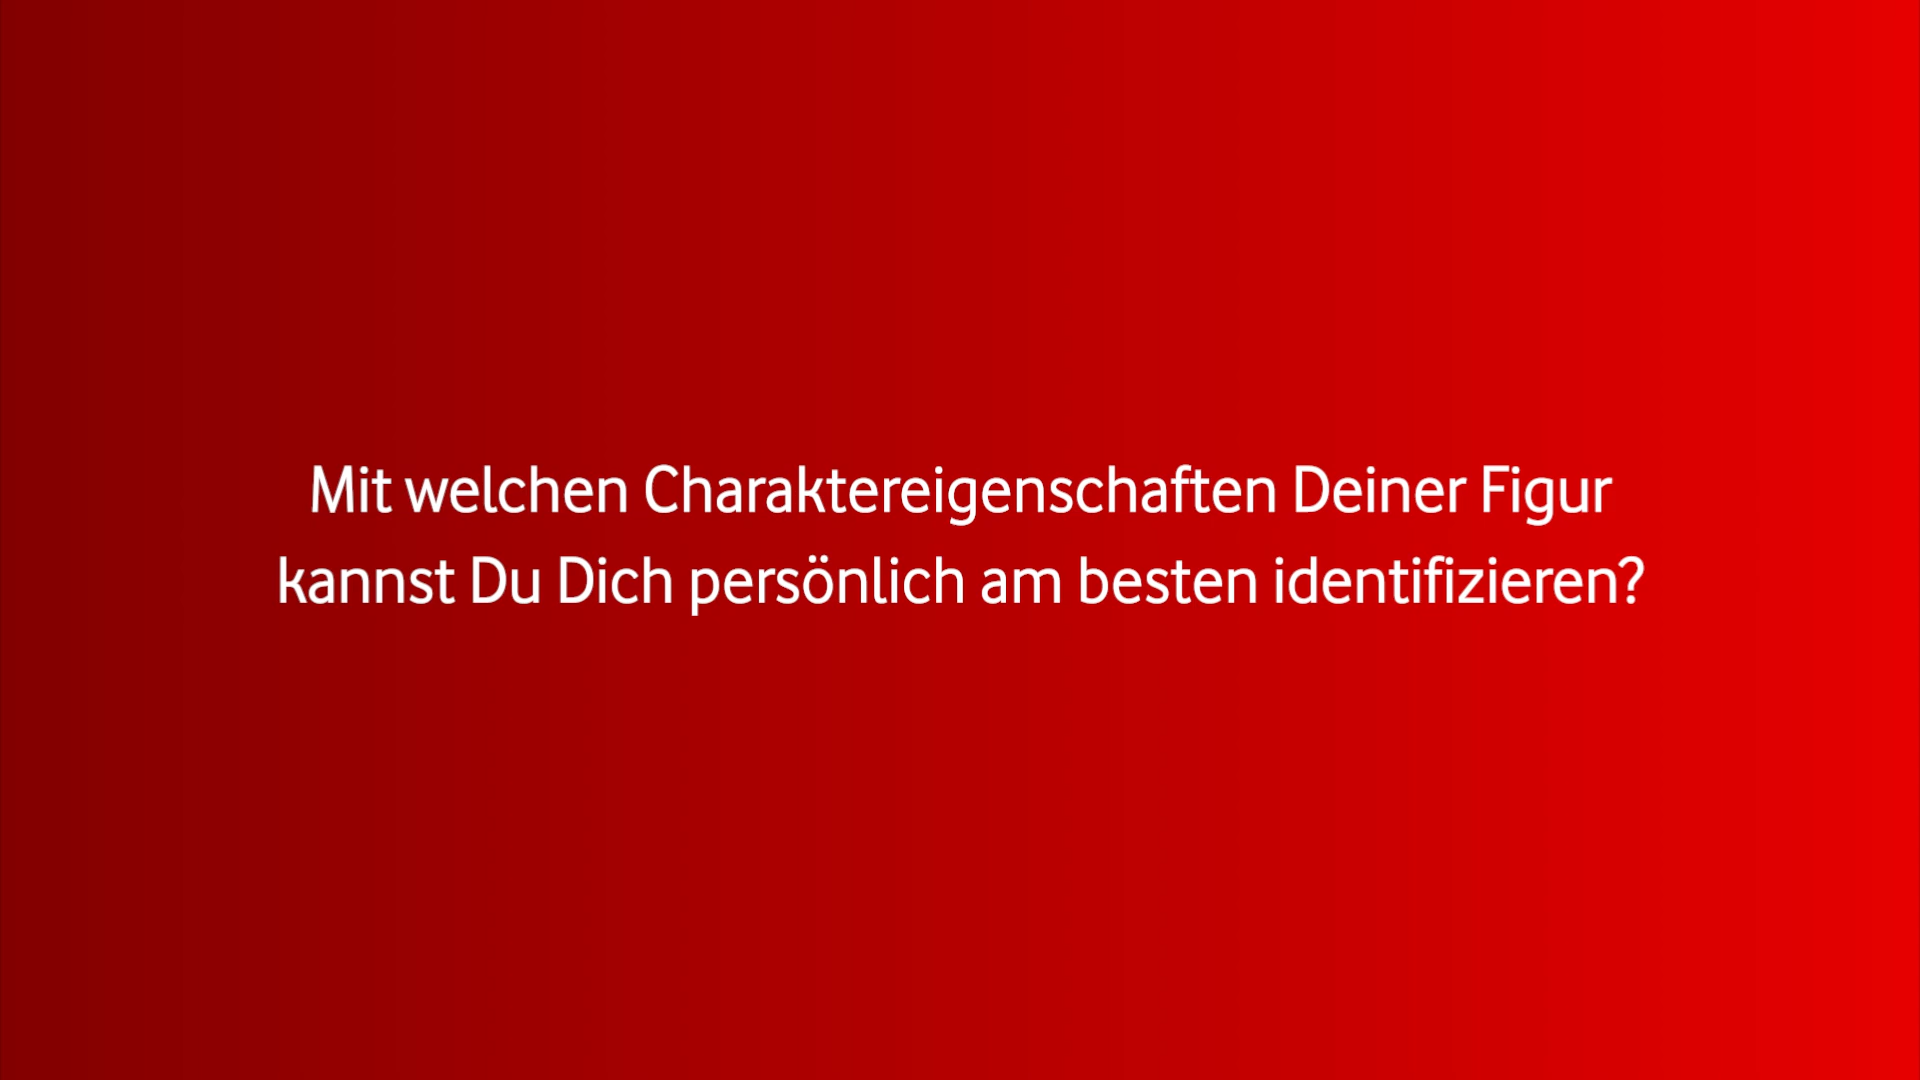 Mit welchen Charaktereigenschaften Deiner Figur
kannst Du Dich persönlich am besten identifizieren?